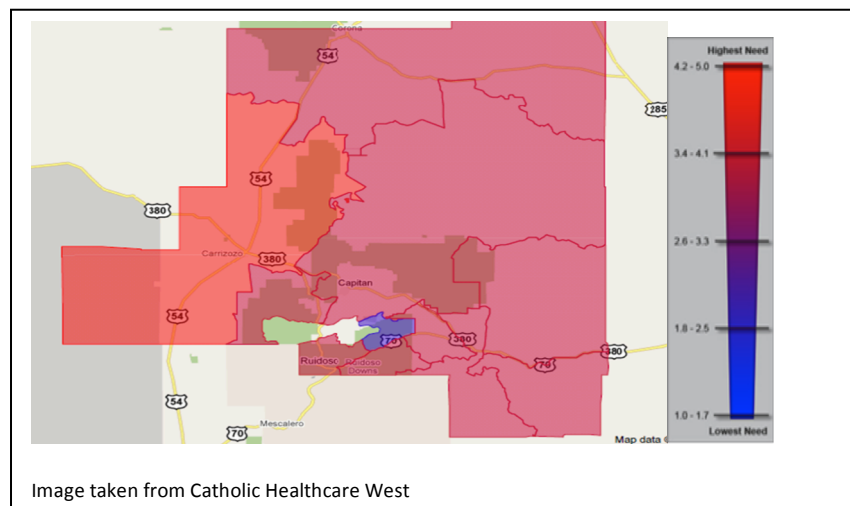 Corona
54
285
54
380
Carrizozo
380
Capitan
54
70
380
Ruidoso
Ruidoso
Downs
70
380
54
Mescalero
70
Map data ©
Highest Need
4.2 - 5.0
3.4 - 4.1
2.6 - 3.3
1.8 - 2.5
1.0 - 1.7
Lowest Need
Image taken from Catholic Healthcare West